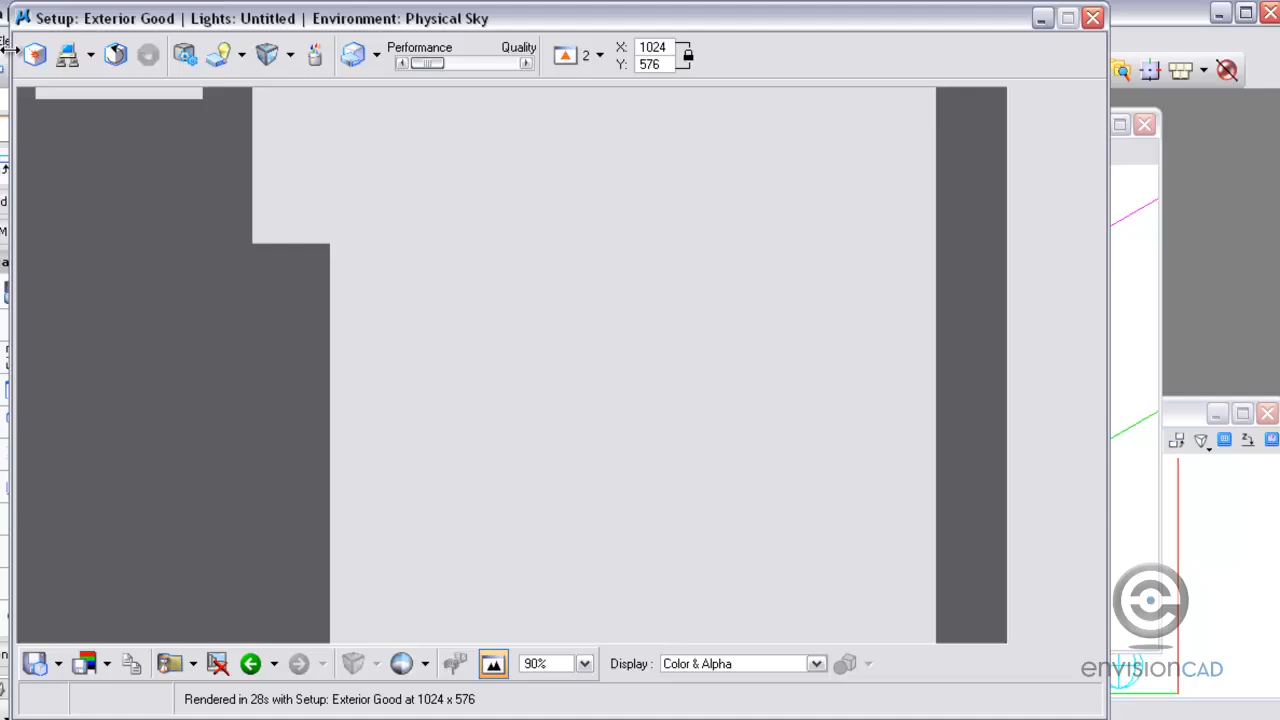 Setup: Exterior Good | Lights: Untitled | Environment: Physical Sky
Performance Quality
2
X: 1024
Y: 576
90%
Display: Color & Alpha
Rendered in 28s with Setup: Exterior Good at 1024 x 576
envisionCAD